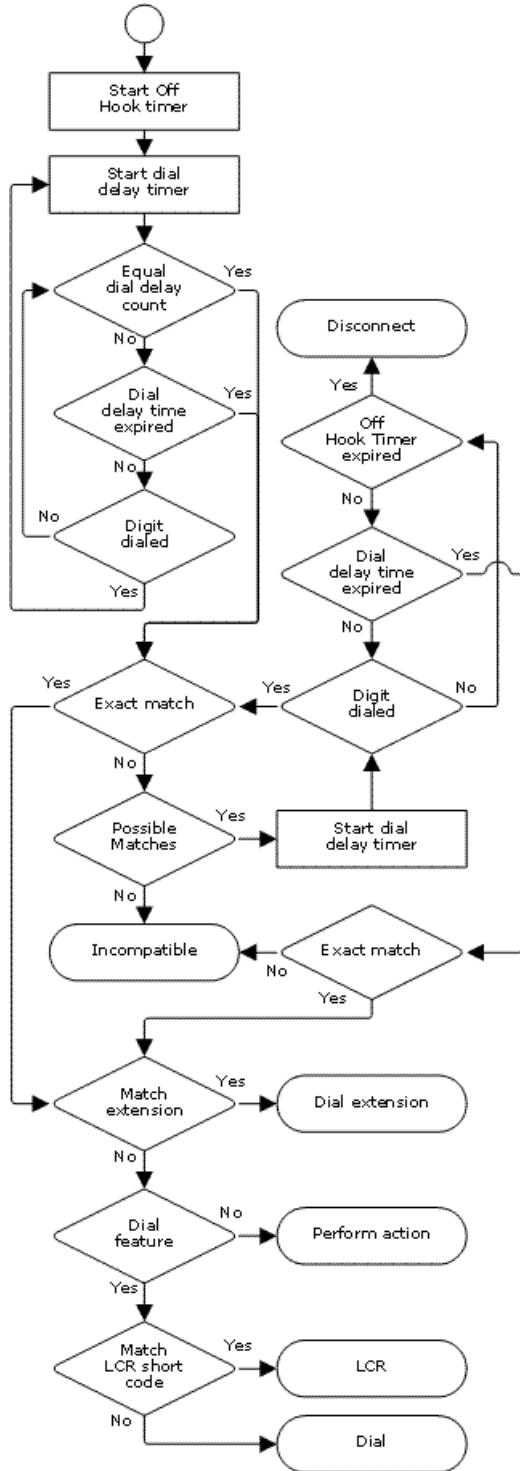 Start Off
Hook timer
Start dial
delay timer
Equal
dial delay
count
Yes
No
Disconnect
Yes
Dial
delay time
expired
Yes
Off
Hook Timer
expired
No
No
No
Digit
dialed
Dial
delay time
expired
Yes
Yes
No
Yes
Exact match
Yes
Digit
dialed
No
No
Possible
Matches
Yes
Start dial
delay timer
No
Incompatible
No
Exact match
Yes
Match
extension
Yes
Dial extension
No
Dial
feature
No
Perform action
Yes
Match
LCR short
code
Yes
LCR
No
Dial